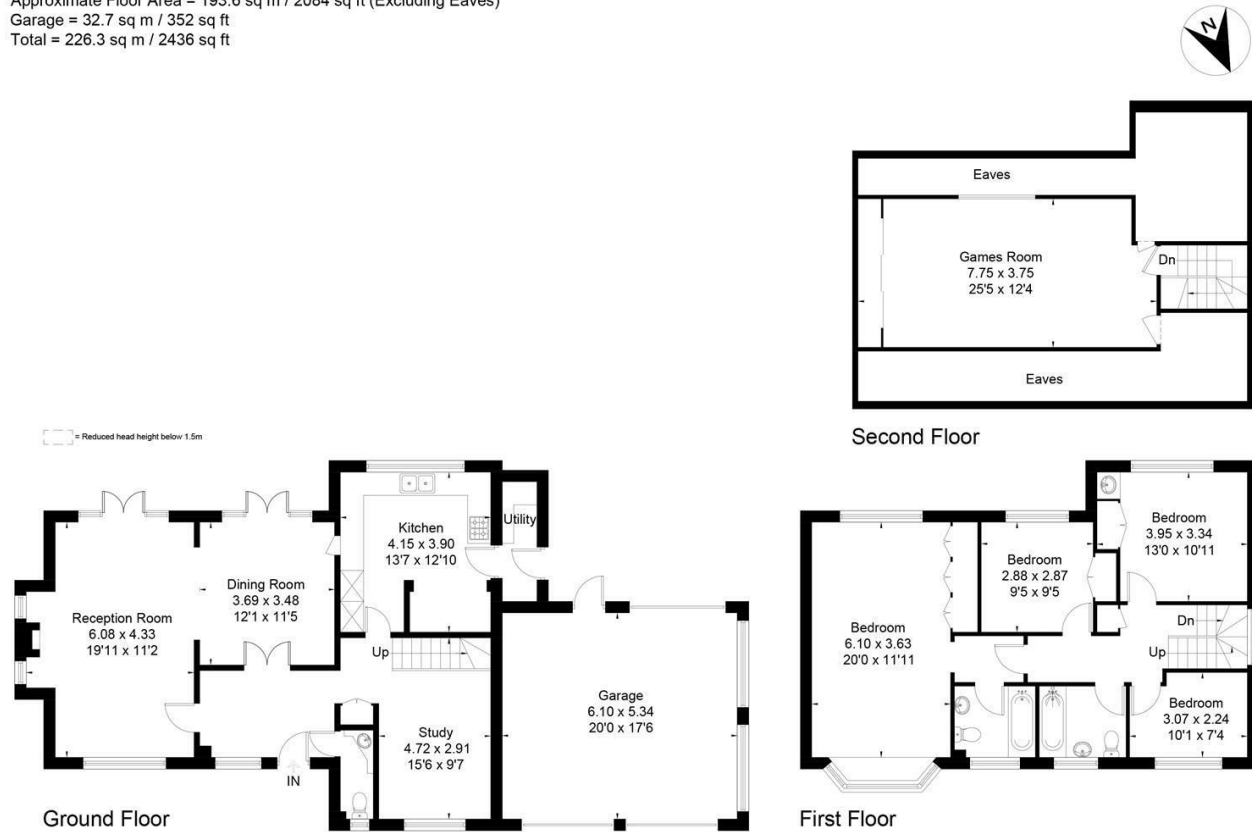 Approximate Floor Area = 193.6 sq m / 2084 sq ft (Excluding Eaves)
Garage = 32.7 sq m / 352 sq ft
Total = 226.3 sq m / 2436 sq ft
N
Eaves
Games Room
7.75 x 3.75
25'5 x 12'4
Dn
Eaves
Second Floor
= Reduced head height below 1.5m
Kitchen
4.15 x 3.90
13'7 x 12'10
Utility
Dining Room
3.69 x 3.48
12'1 x 11'5
Reception Room
6.08 x 4.33
19'11 x 11'2
Up
Study
4.72 x 2.91
15'6 x 9'7
Garage
6.10 x 5.34
20'0 x 17'6
IN
Ground Floor
Bedroom
3.95 x 3.34
13'0 x 10'11
Bedroom
2.88 x 2.87
9'5 x 9'5
Bedroom
6.10 x 3.63
20'0 x 11'11
Dn
Up
Bedroom
3.07 x 2.24
10'1 x 7'4
First Floor